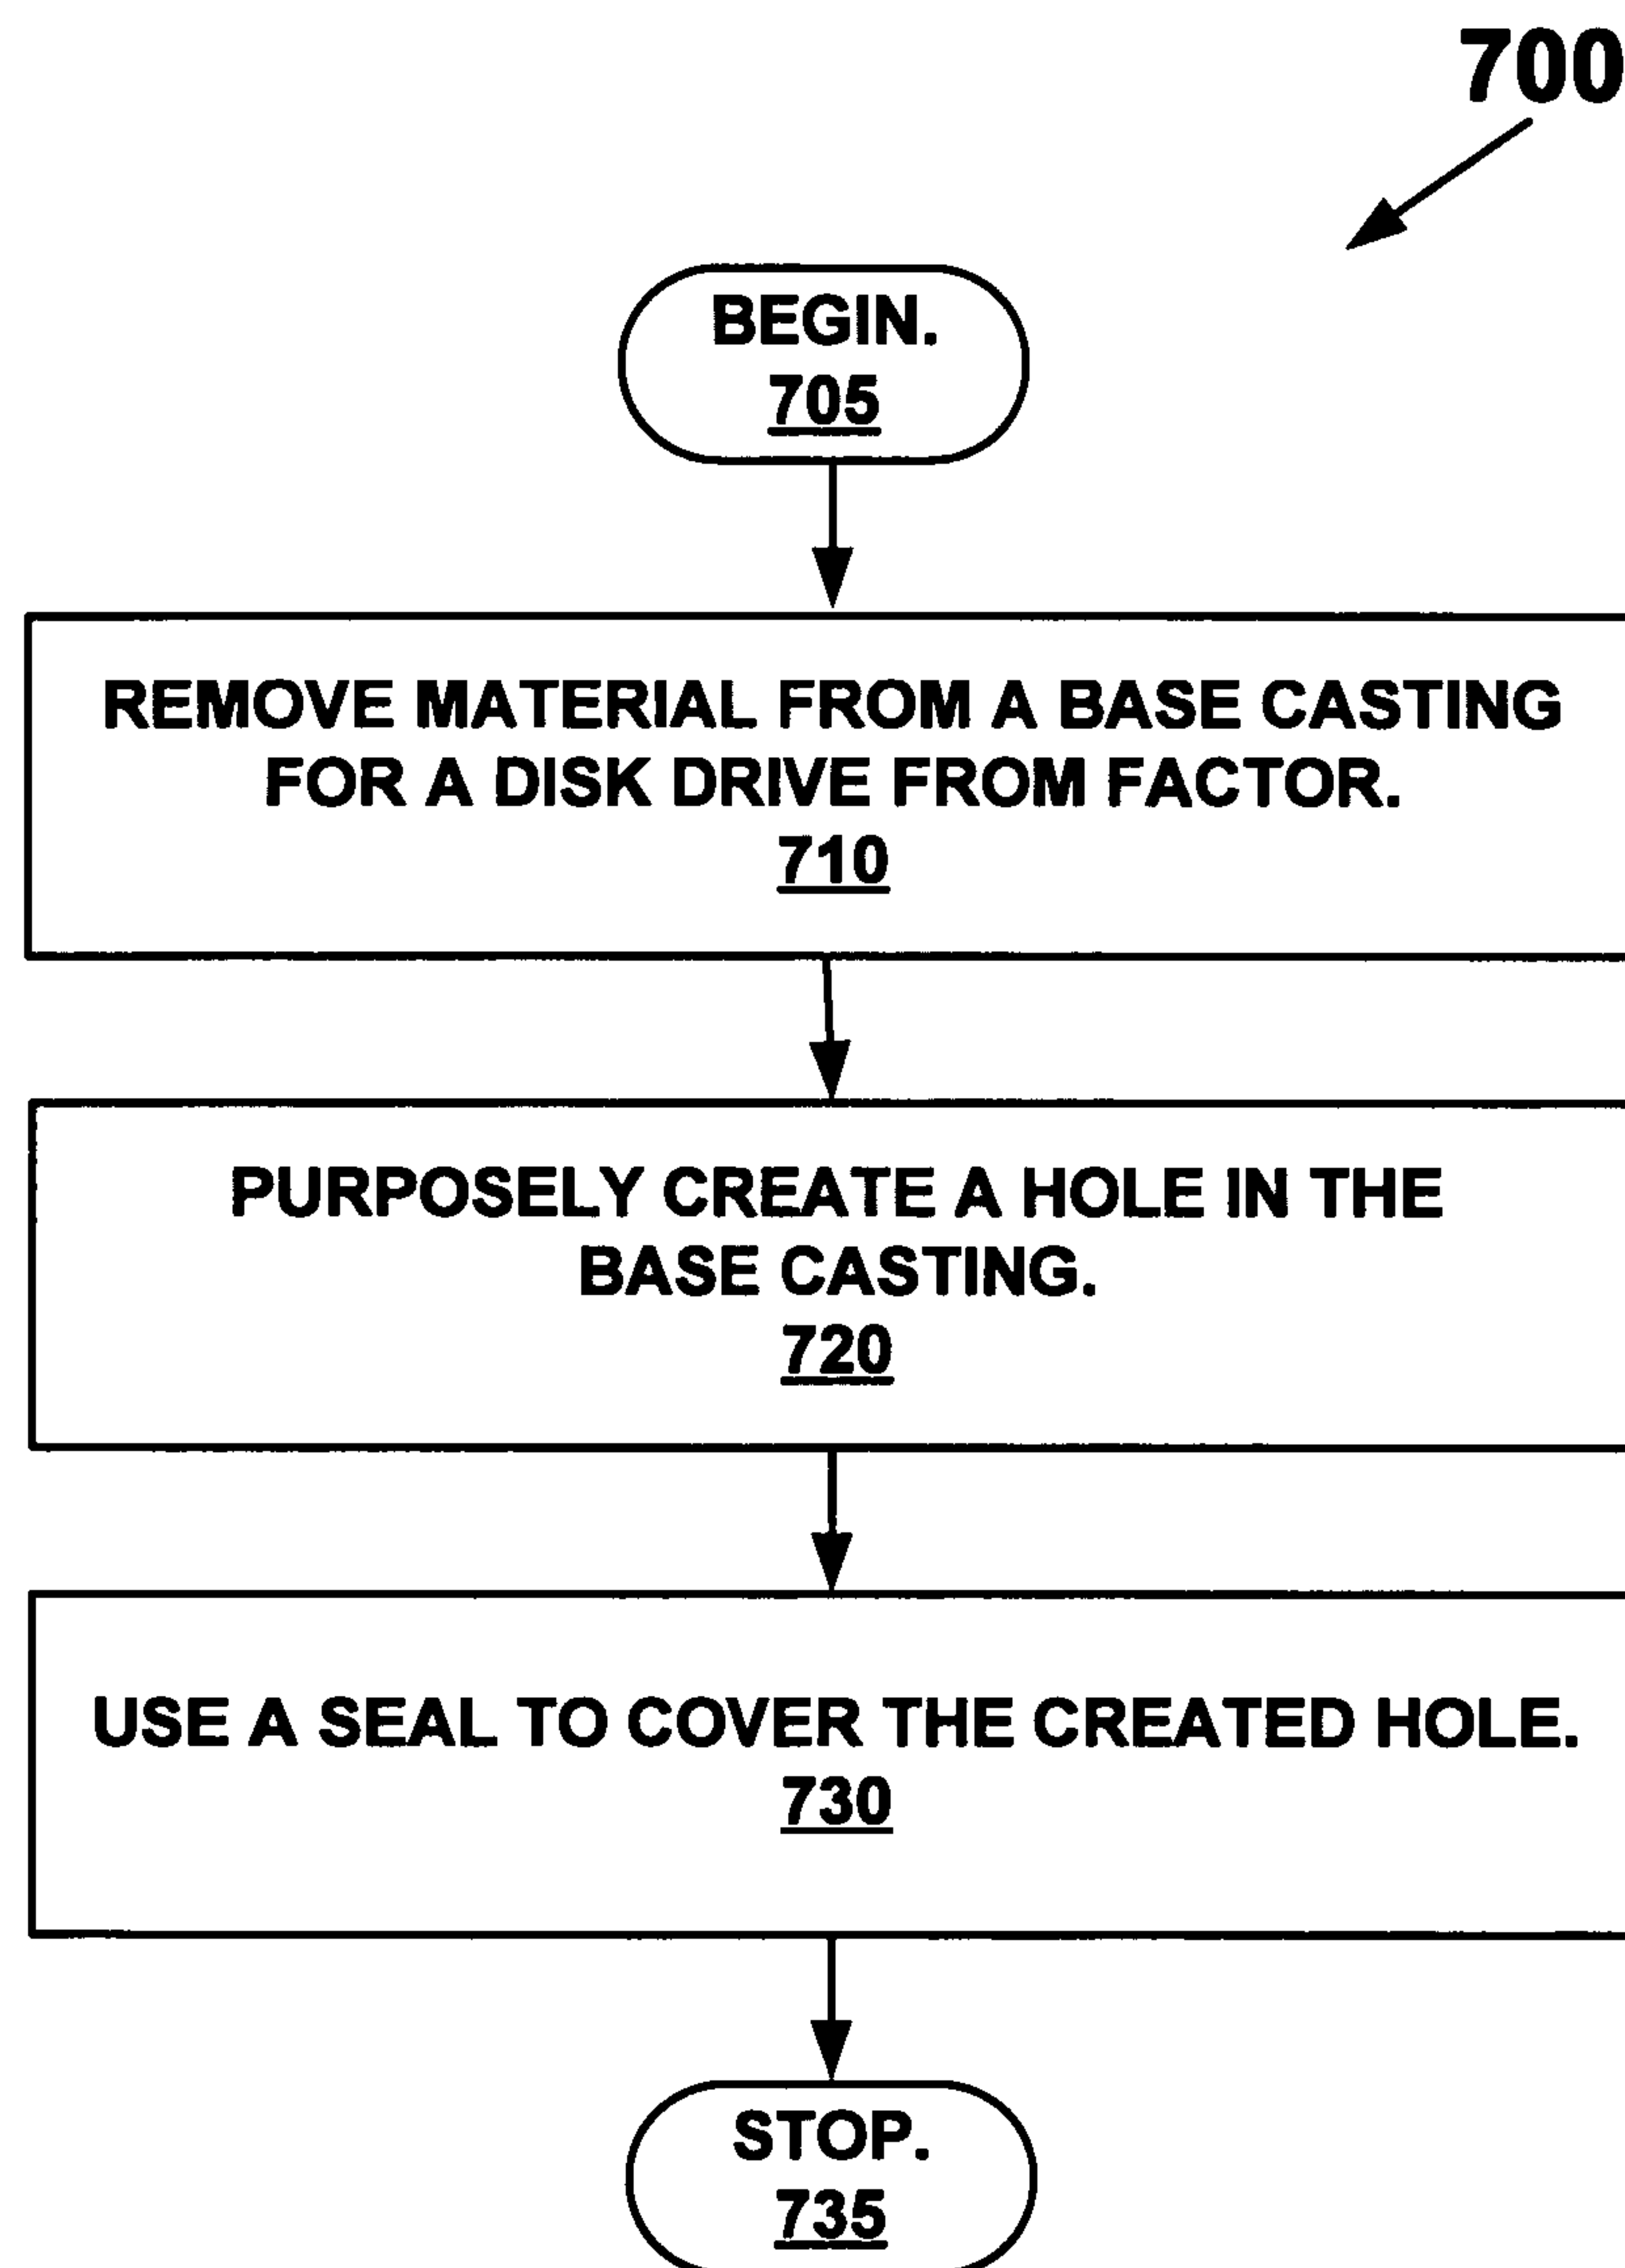 700
BEGIN.
705
REMOVE MATERIAL FROM A BASE CASTING
FOR A DISK DRIVE FROM FACTOR.
710
PURPOSELY CREATE A HOLE IN THE
BASE CASTING.
720
USE A SEAL TO COVER THE CREATED HOLE.
730
STOP.
735